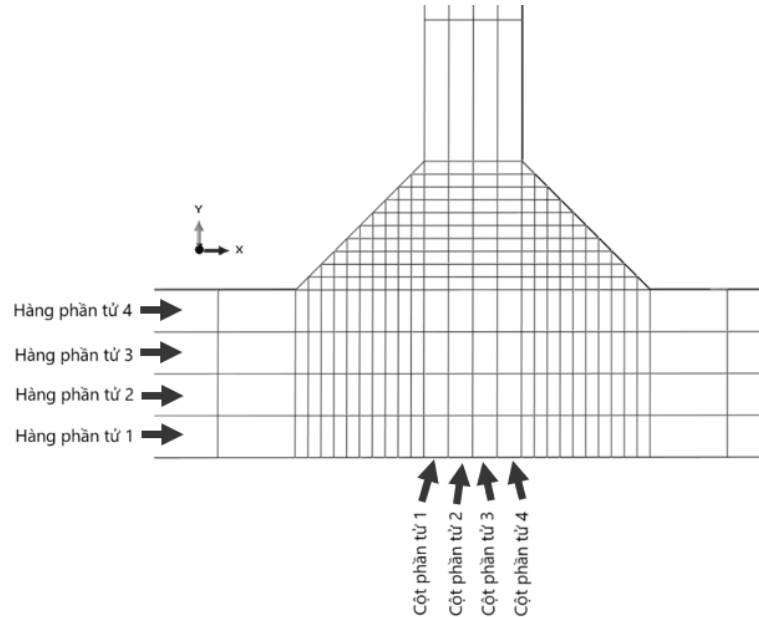 Y
X
Hàng phần tử 4
Hàng phần tử 3
Hàng phần tử 2
Hàng phần tử 1
Cột phần tử 1
Cột phần tử 2
Cột phần tử 3
Cột phần tử 4